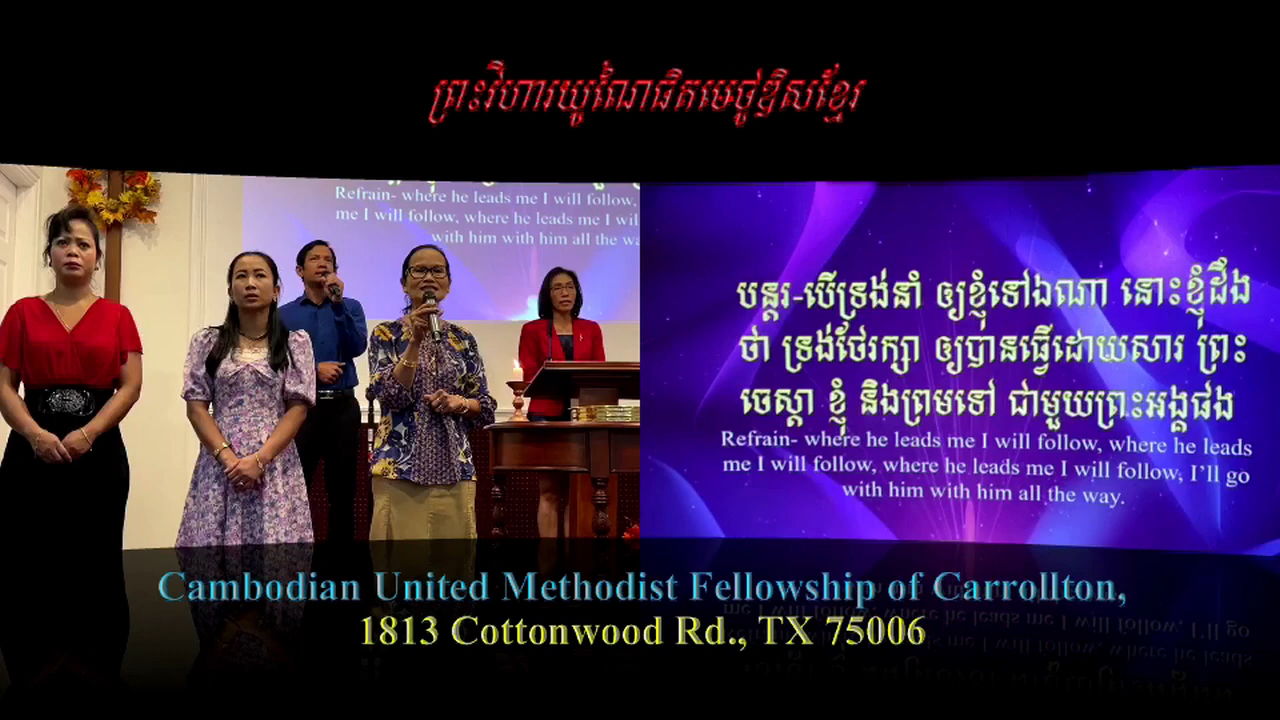 ព្រះវិហារយូណៃធិតមេថូឌិសខ្មែរ
Refrain- where he leads me I will follow,
me I will follow, where he leads me I wil
with him with him all the wa
បន្តរ-បើទ្រង់នាំ ឲ្យខ្ញុំទៅឯណា នោះខ្ញុំដឹង
ថា ទ្រង់ថែរក្សា ឲ្យបានធ្វើដោយសារ ព្រះ
ចេស្តា ខ្ញុំ និងព្រមទៅ ជាមួយព្រះអង្គផង
Refrain- where he leads me I will follow, where he leads
me I will follow, where he leads me I will follow, I'll go
with him with him all the way.
Cambodian United Methodist Fellowship of Carrollton,
1813 Cottonwood Rd., TX 75006